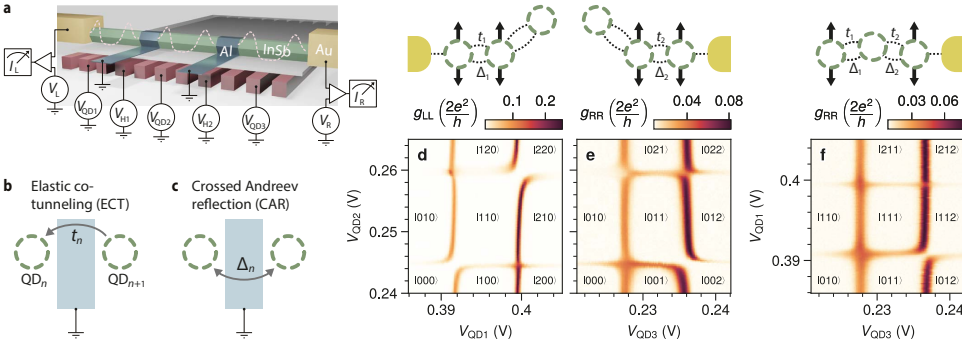 a
Al
InSb
Au
I_L
V_L
V_QD1
V_H1
V_QD2
V_H2
V_QD3
V_R
I_R
b Elastic co-
tunneling (ECT)
t_n
QD_n QD_{n+1}
c Crossed Andreev
reflection (CAR)
Δ_n
t_1
Δ_1
t_2
Δ_2
t_1 t_2
Δ_1 Δ_2
g_LL (2e²/h) 0.1 0.2
g_RR (2e²/h) 0.04 0.08
g_RR (2e²/h) 0.03 0.06
d
|120⟩ |220⟩
|010⟩ |110⟩ |210⟩
|000⟩ |100⟩ |200⟩
V_QD2 (V)
0.26
0.25
0.24
0.39 0.4
V_QD1 (V)
e
|021⟩ |022⟩
|010⟩ |011⟩ |012⟩
|001⟩ |002⟩
0.23 0.24
V_QD3 (V)
f
|211⟩ |212⟩
|110⟩ |111⟩ |112⟩
|010⟩ |011⟩ |012⟩
V_QD1 (V)
0.4
0.39
0.23 0.24
V_QD3 (V)